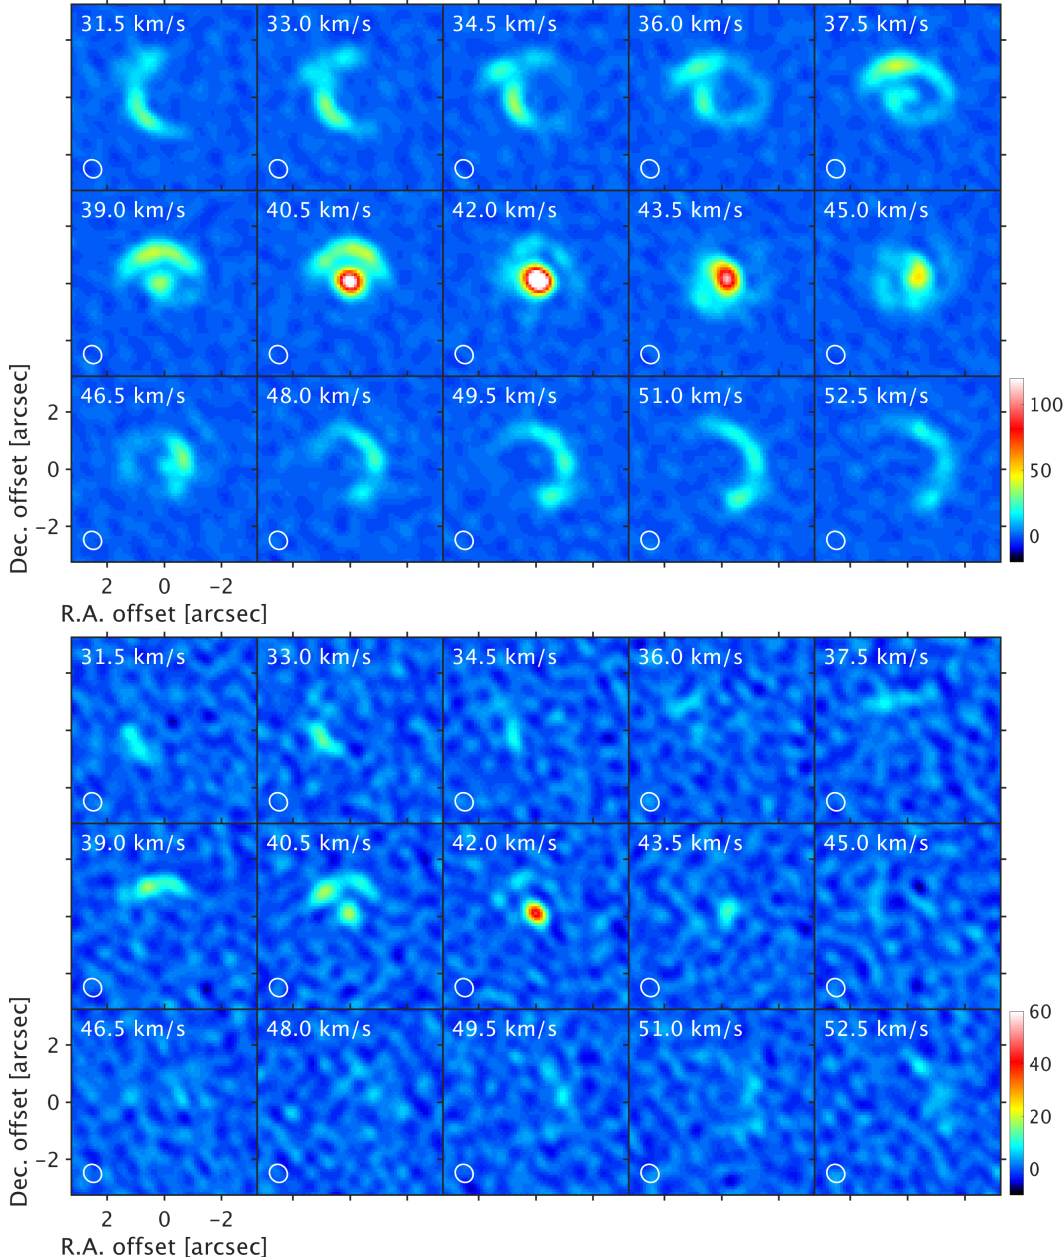 31.5 km/s 33.0 km/s 34.5 km/s 36.0 km/s 37.5 km/s
39.0 km/s 40.5 km/s 42.0 km/s 43.5 km/s 45.0 km/s
46.5 km/s 48.0 km/s 49.5 km/s 51.0 km/s 52.5 km/s
Dec. offset [arcsec]
2
0
−2
100
50
0
2 0 −2
R.A. offset [arcsec]
31.5 km/s 33.0 km/s 34.5 km/s 36.0 km/s 37.5 km/s
39.0 km/s 40.5 km/s 42.0 km/s 43.5 km/s 45.0 km/s
46.5 km/s 48.0 km/s 49.5 km/s 51.0 km/s 52.5 km/s
Dec. offset [arcsec]
2
0
−2
60
40
20
0
2 0 −2
R.A. offset [arcsec]